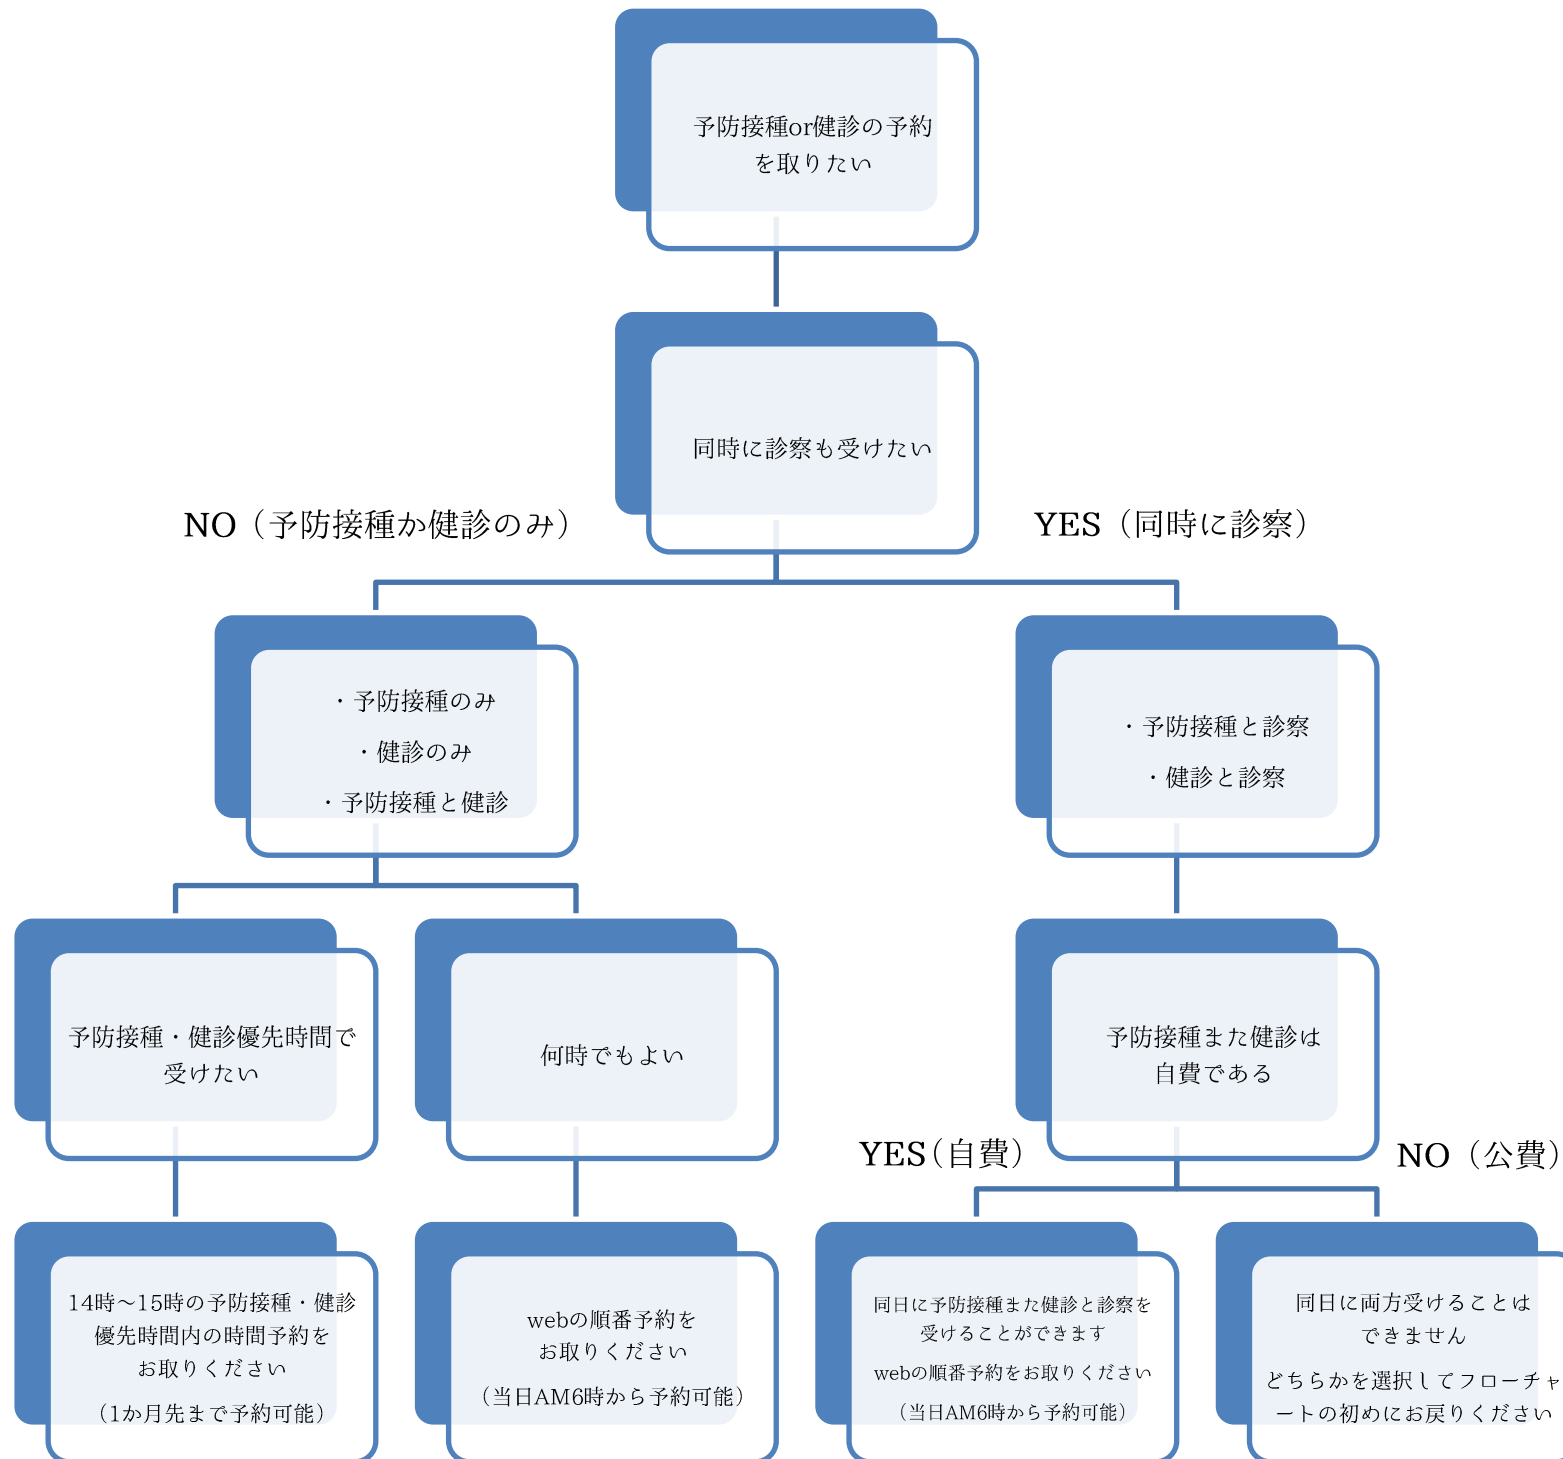 予防接種or健診の予約
を取りたい
同時に診察も受けたい
NO（予防接種か健診のみ）
YES（同時に診察）
・予防接種のみ
・健診のみ
・予防接種と健診
・予防接種と診察
・健診と診察
予防接種・健診優先時間で
受けたい
何時でもよい
予防接種また健診は
自費である
YES（自費）
NO（公費）
14時～15時の予防接種・健診
優先時間内の時間予約を
お取りください
（1か月先まで予約可能）
webの順番予約を
お取りください
（当日AM6時から予約可能）
同日に予防接種また健診と診察を
受けることができます
webの順番予約をお取りください
（当日AM6時から予約可能）
同日に両方受けることは
できません
どちらかを選択してフローチャ
ートの初めにお戻りください